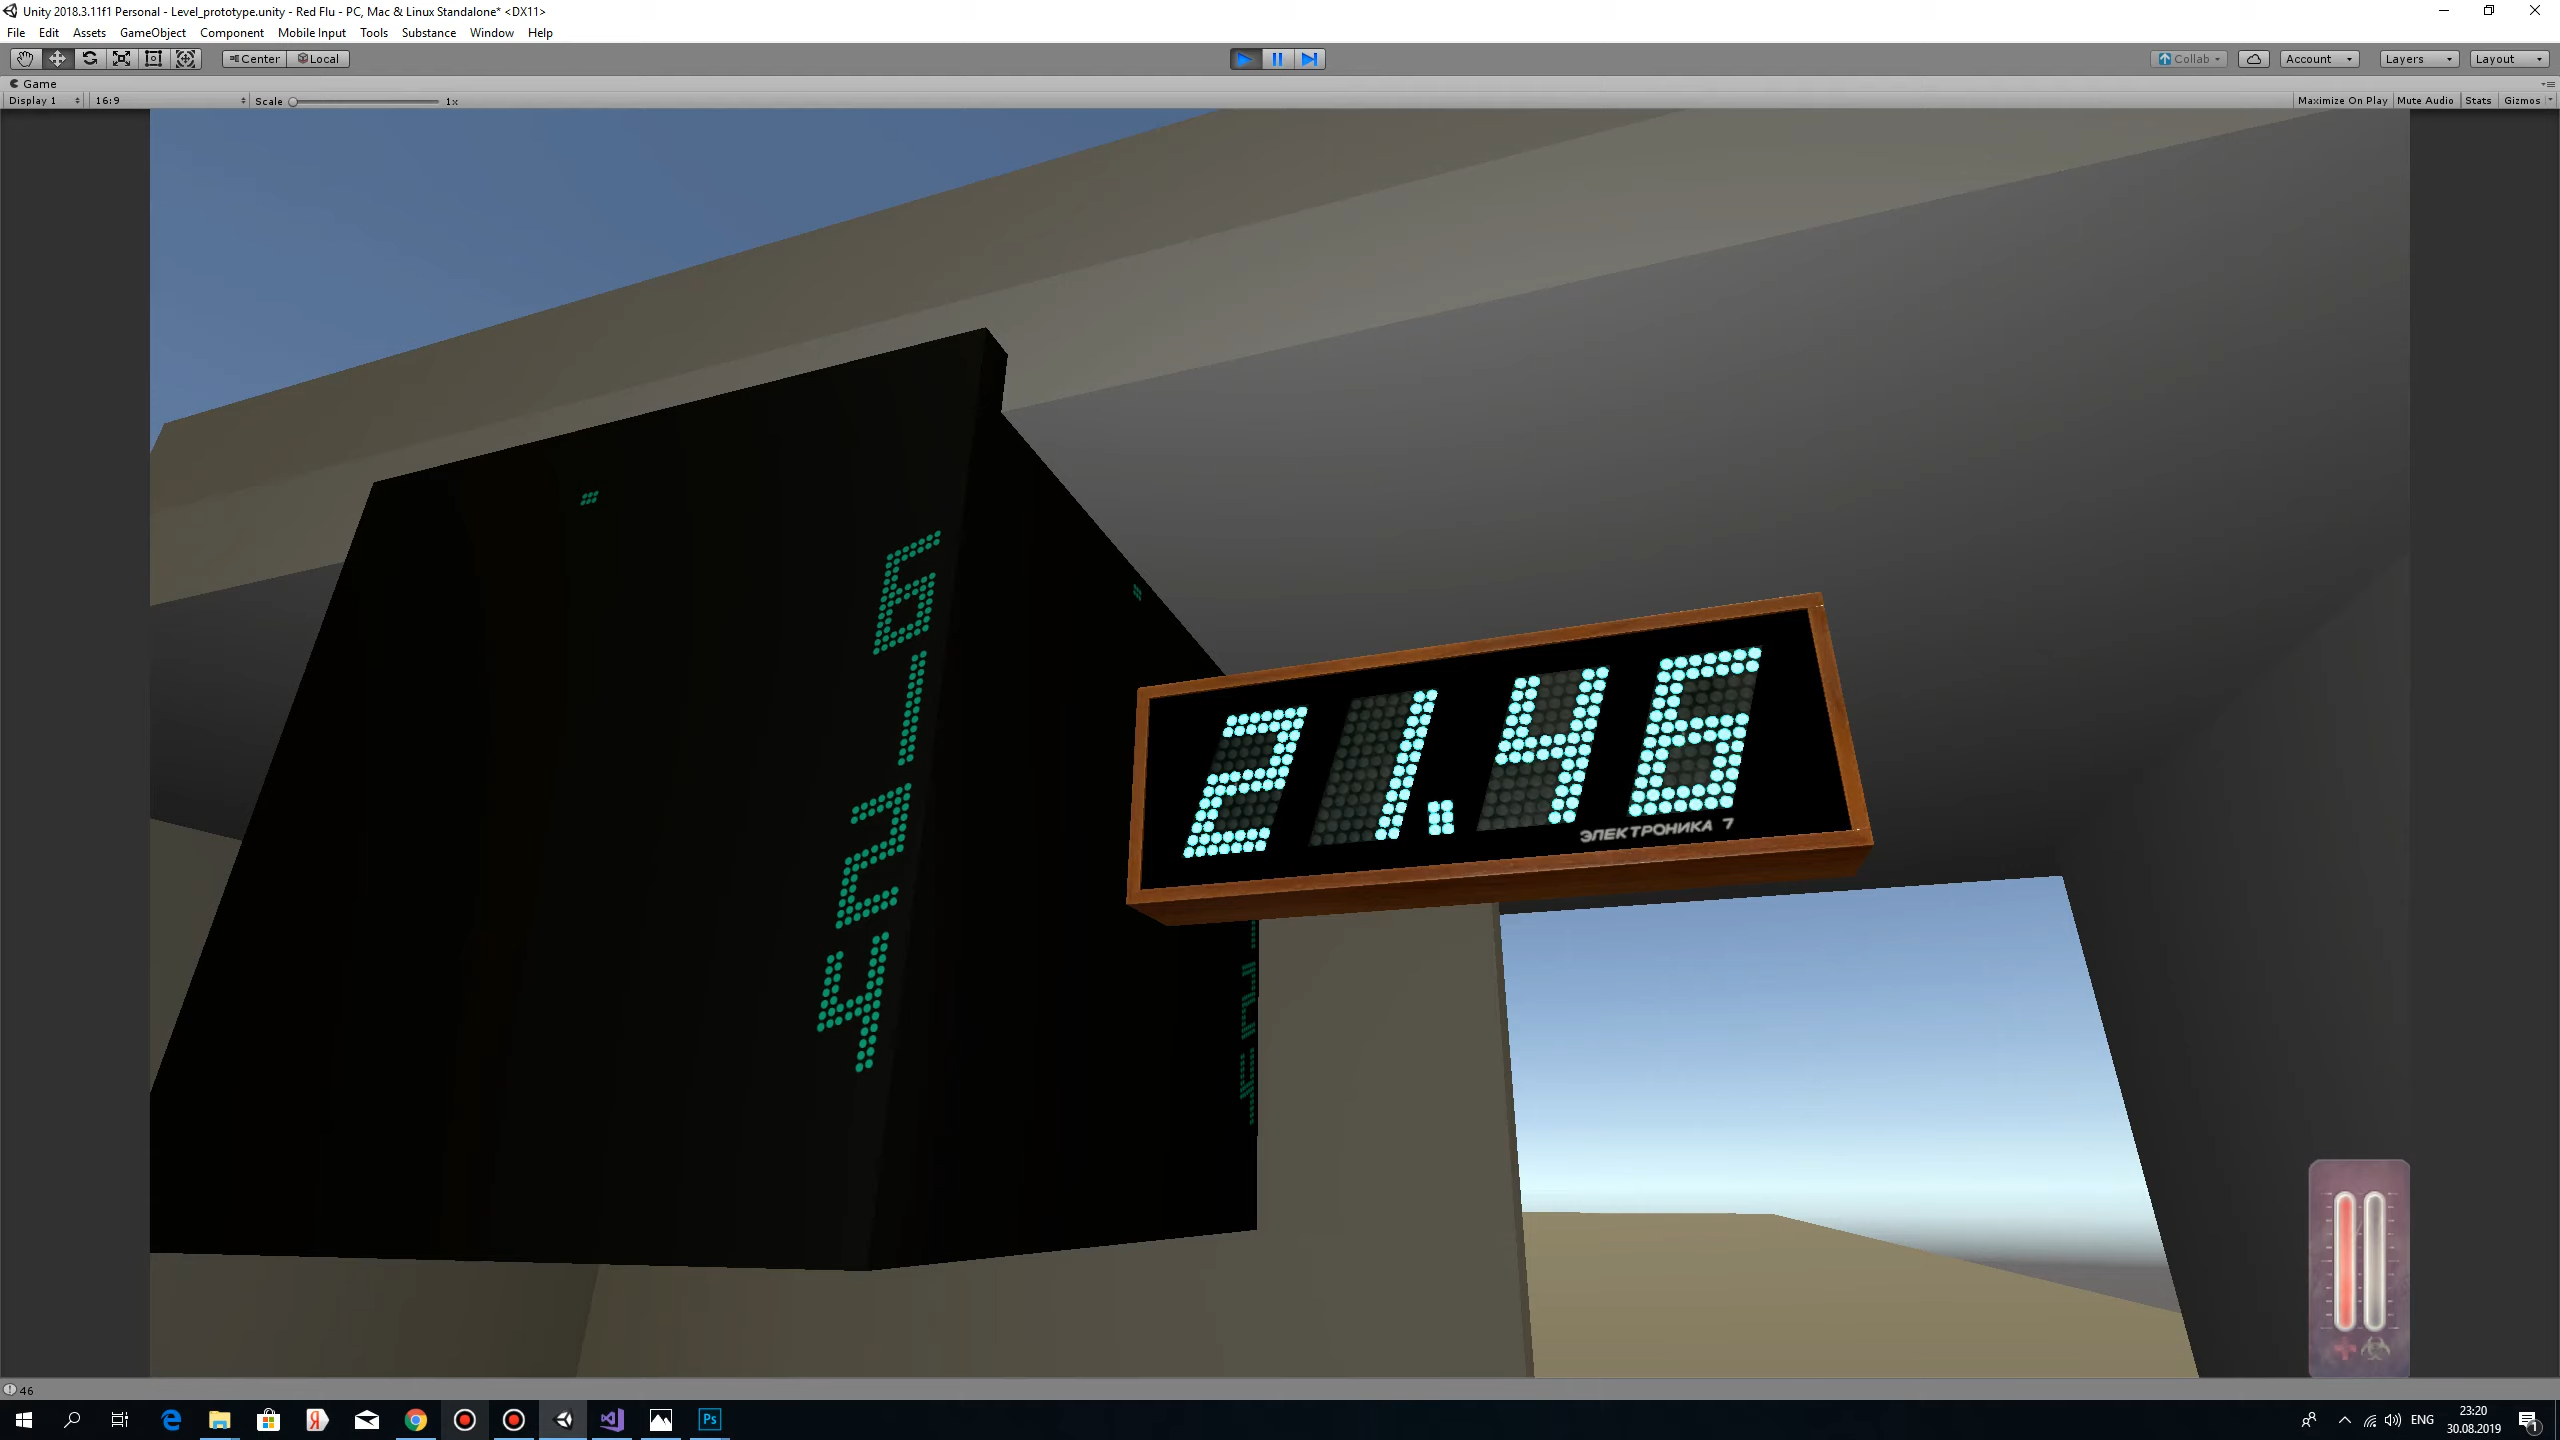 Unity 2018.3.11f1 Personal - Level_prototype.unity - Red Flu - PC, Mac & Linux Standalone* <DX11>
File Edit Assets GameObject Component Mobile Input Tools Substance Window Help
Center Local Collab Account Layers Layout
Game
Display 1 16:9 Scale 1x Maximize On Play Mute Audio Stats Gizmos
21.46
ЭЛЕКТРОНИКА 7
46
ENG
23:20
30.08.2019
1
Ps